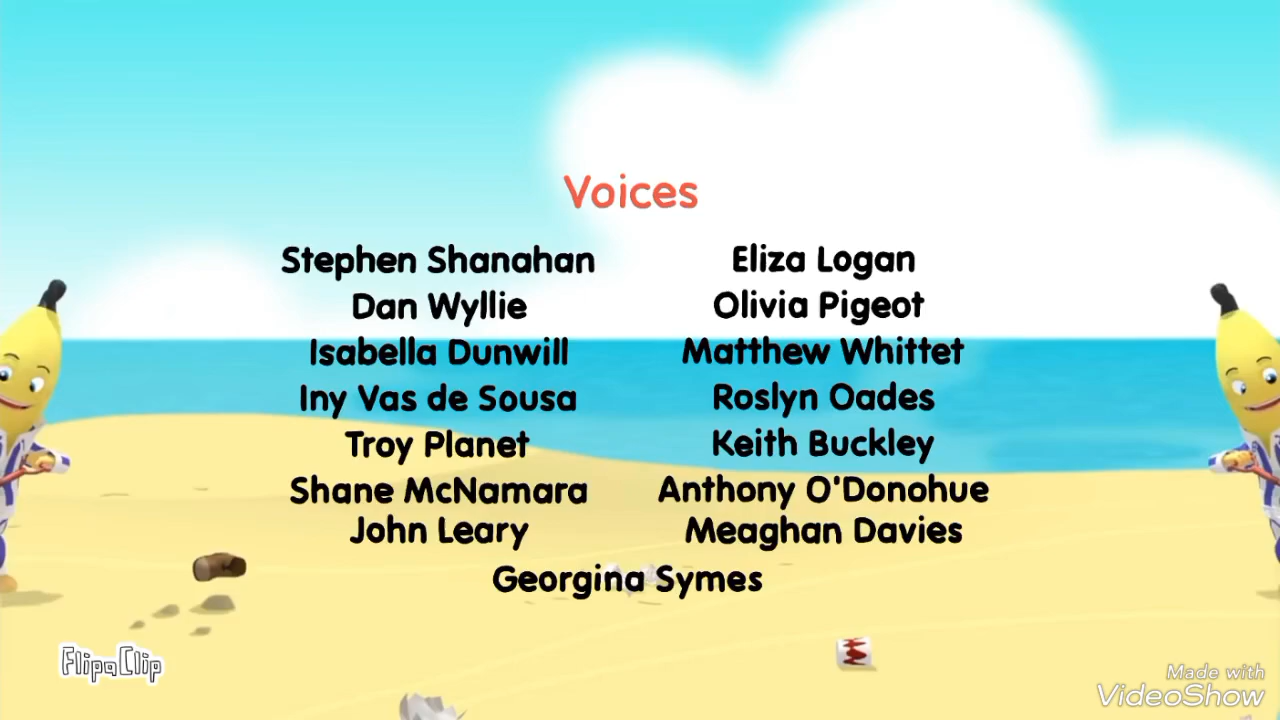 Voices
Stephen Shanahan
Eliza Logan
Dan Wyllie
Olivia Pigeot
Isabella Dunwill
Matthew Whittet
Iny Vas de Sousa
Roslyn Oades
Troy Planet
Keith Buckley
Shane McNamara
Anthony O'Donohue
John Leary
Meaghan Davies
Georgina Symes
FlipaClip
Made with
VideoShow